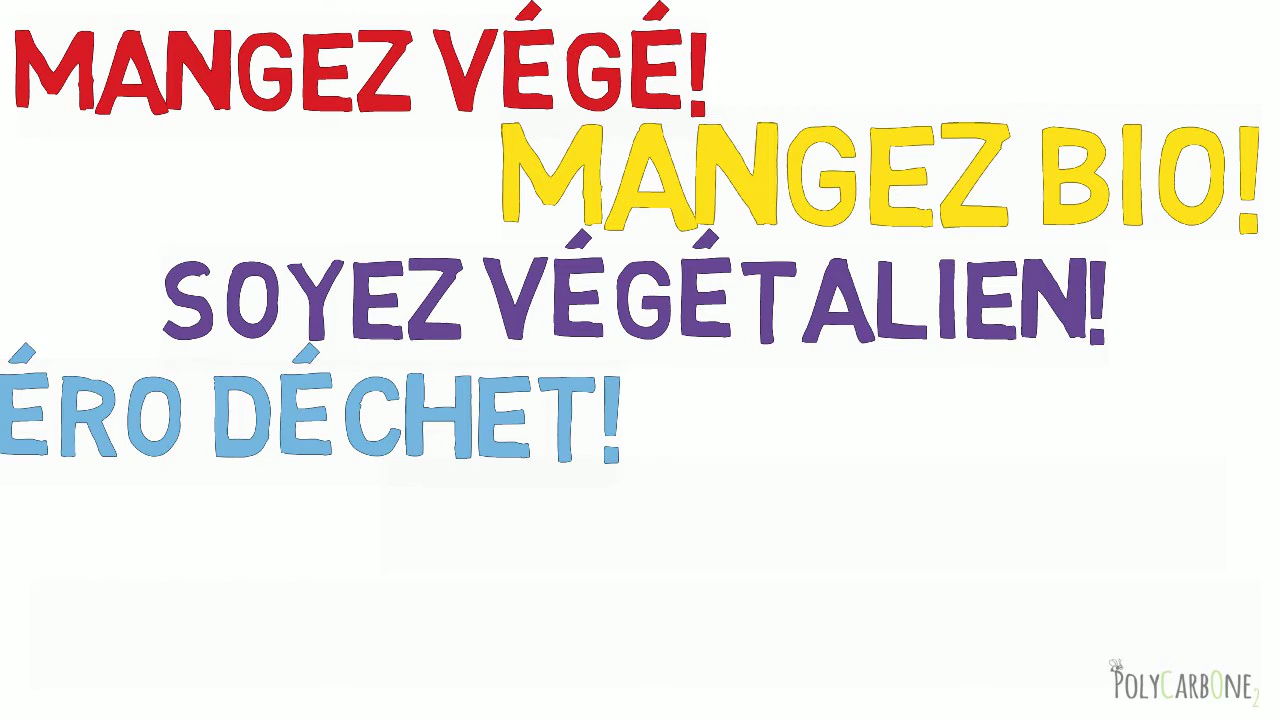 MANGEZ VÉGÉ!
MANGEZ BIO!
SOYEZ VÉGÉTALIEN!
ÉRO DÉCHET!
POLYCARBONE2